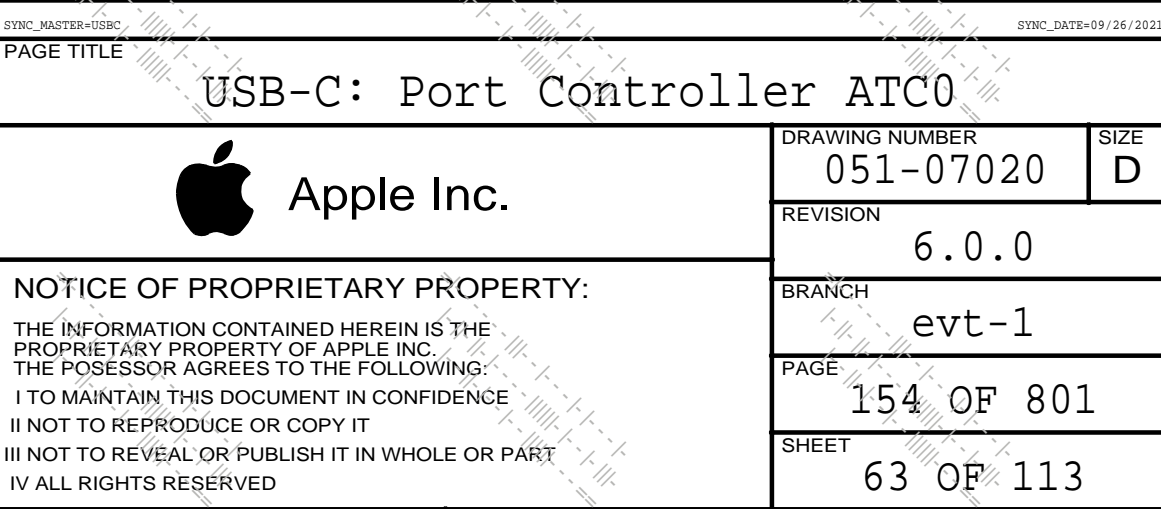 SYNC_MASTER=USBC
SYNC_DATE=09/26/2021
PAGE TITLE
USB-C: Port Controller ATC0
Apple Inc.
DRAWING NUMBER
051-07020
SIZE
D
REVISION
6.0.0
NOTICE OF PROPRIETARY PROPERTY:
THE INFORMATION CONTAINED HEREIN IS THE
PROPRIETARY PROPERTY OF APPLE INC.
THE POSESSOR AGREES TO THE FOLLOWING:
I TO MAINTAIN THIS DOCUMENT IN CONFIDENCE
II NOT TO REPRODUCE OR COPY IT
III NOT TO REVEAL OR PUBLISH IT IN WHOLE OR PART
IV ALL RIGHTS RESERVED
BRANCH
evt-1
PAGE
154 OF 801
SHEET
63 OF 113